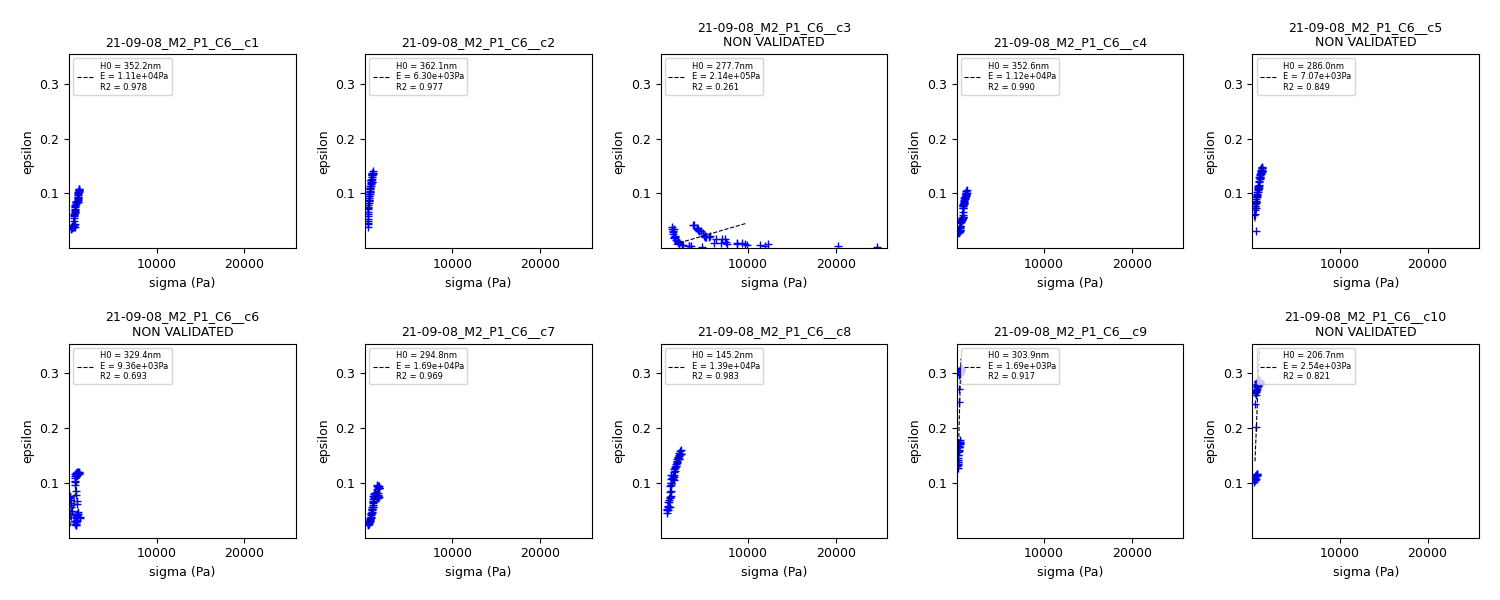 21-09-08_M2_P1_C6__c1
H0 = 352.2nm
E = 1.11e+04Pa
R2 = 0.978
0.3
0.2
0.1
epsilon
10000 20000
sigma (Pa)
21-09-08_M2_P1_C6__c2
H0 = 362.1nm
E = 6.30e+03Pa
R2 = 0.977
0.3
0.2
0.1
epsilon
10000 20000
sigma (Pa)
21-09-08_M2_P1_C6__c3
NON VALIDATED
H0 = 277.7nm
E = 2.14e+05Pa
R2 = 0.261
0.3
0.2
0.1
epsilon
10000 20000
sigma (Pa)
21-09-08_M2_P1_C6__c4
H0 = 352.6nm
E = 1.12e+04Pa
R2 = 0.990
0.3
0.2
0.1
epsilon
10000 20000
sigma (Pa)
21-09-08_M2_P1_C6__c5
NON VALIDATED
H0 = 286.0nm
E = 7.07e+03Pa
R2 = 0.849
0.3
0.2
0.1
epsilon
10000 20000
sigma (Pa)
21-09-08_M2_P1_C6__c6
NON VALIDATED
H0 = 329.4nm
E = 9.36e+03Pa
R2 = 0.693
0.3
0.2
0.1
epsilon
10000 20000
sigma (Pa)
21-09-08_M2_P1_C6__c7
H0 = 294.8nm
E = 1.69e+04Pa
R2 = 0.969
0.3
0.2
0.1
epsilon
10000 20000
sigma (Pa)
21-09-08_M2_P1_C6__c8
H0 = 145.2nm
E = 1.39e+04Pa
R2 = 0.983
0.3
0.2
0.1
epsilon
10000 20000
sigma (Pa)
21-09-08_M2_P1_C6__c9
H0 = 303.9nm
E = 1.69e+03Pa
R2 = 0.917
0.3
0.2
0.1
epsilon
10000 20000
sigma (Pa)
21-09-08_M2_P1_C6__c10
NON VALIDATED
H0 = 206.7nm
E = 2.54e+03Pa
R2 = 0.821
0.3
0.2
0.1
epsilon
10000 20000
sigma (Pa)